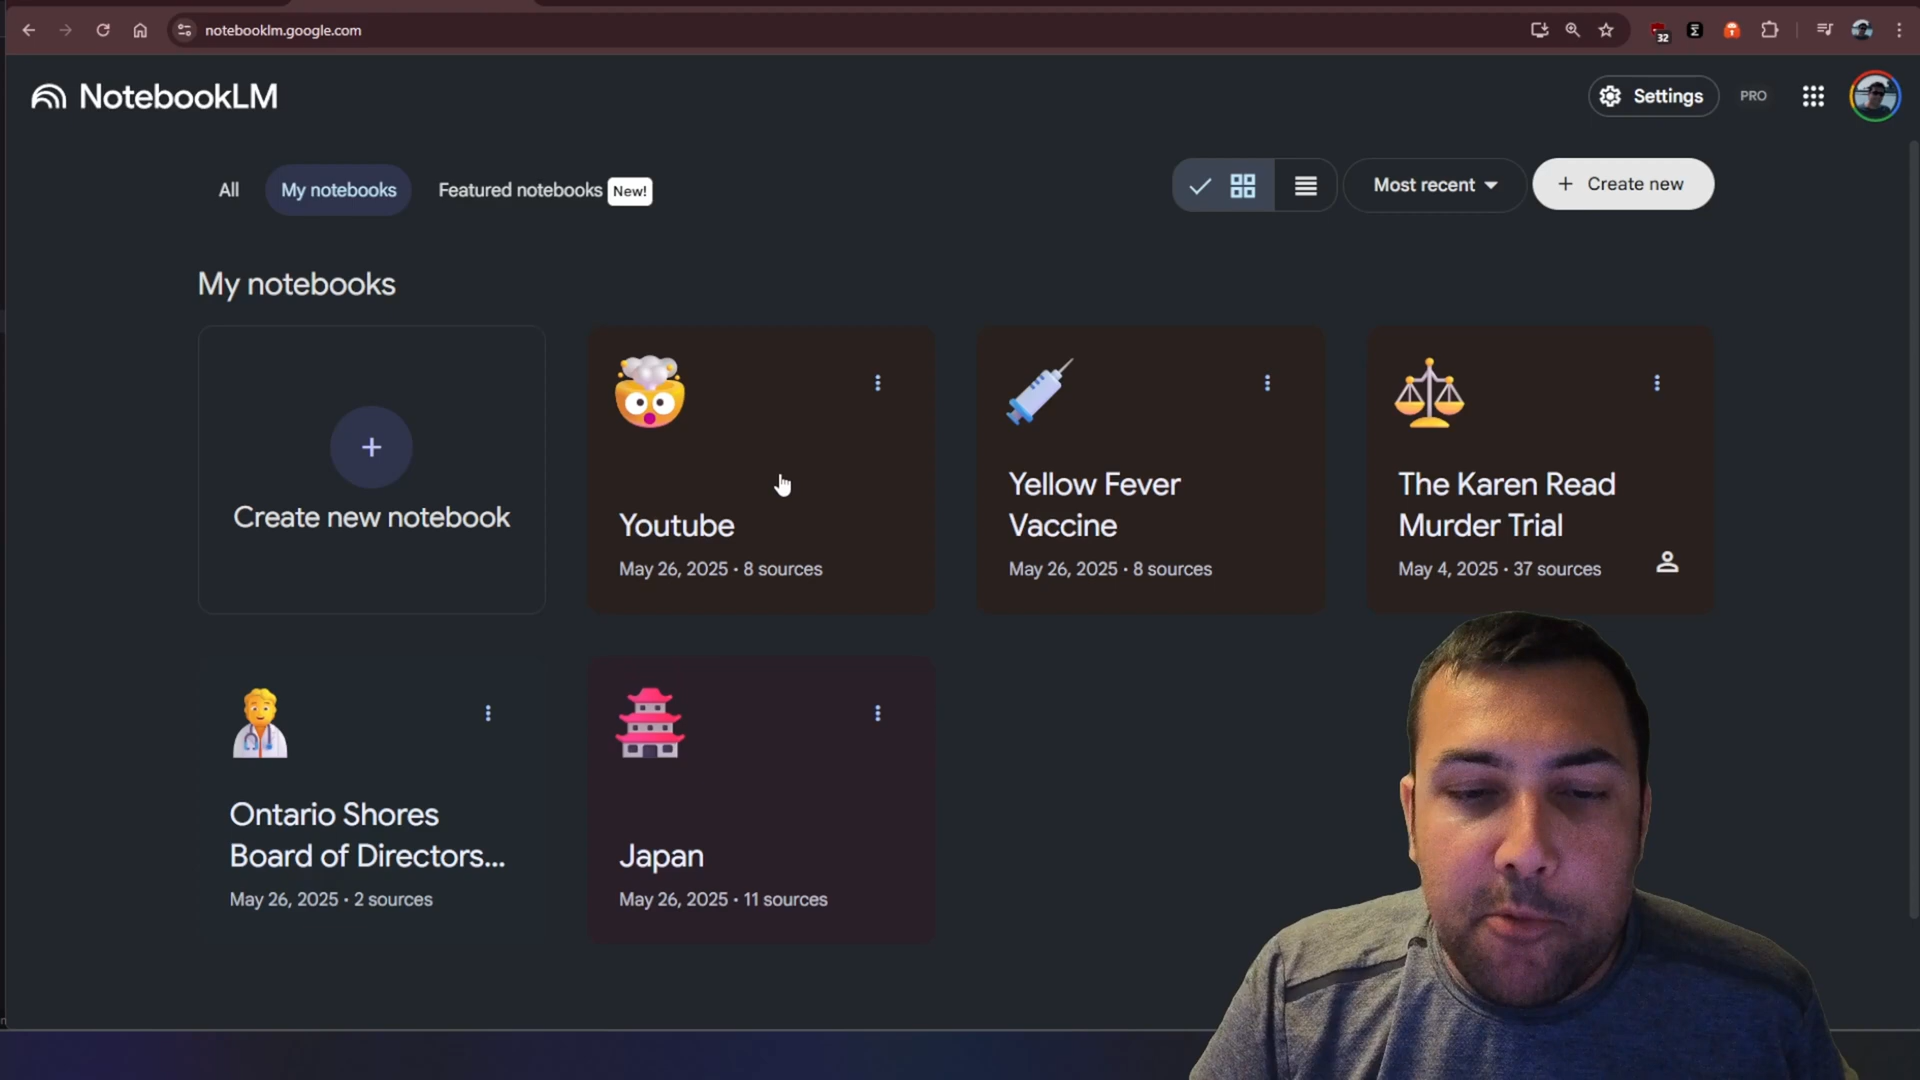 notebooklm.google.com
32
NotebookLM
Settings
PRO
All
My notebooks
Featured notebooks New!
Most recent
+ Create new
My notebooks
+
Create new notebook
Youtube
May 26, 2025 • 8 sources
Yellow Fever
Vaccine
May 26, 2025 • 8 sources
The Karen Read
Murder Trial
May 4, 2025 • 37 sources
Ontario Shores
Board of Directors...
May 26, 2025 • 2 sources
Japan
May 26, 2025 • 11 sources